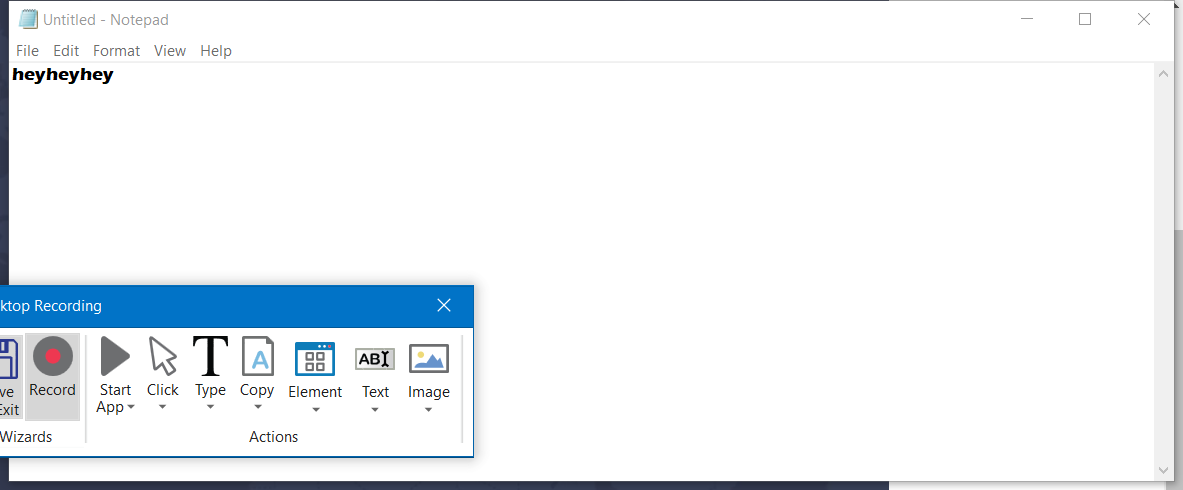 Untitled - Notepad
File Edit Format View Help
heyheyhey
ktop Recording
ve
Exit
Record
Start
App
Click
Type
A
Copy
Element
ABI
Text
Image
Wizards
Actions